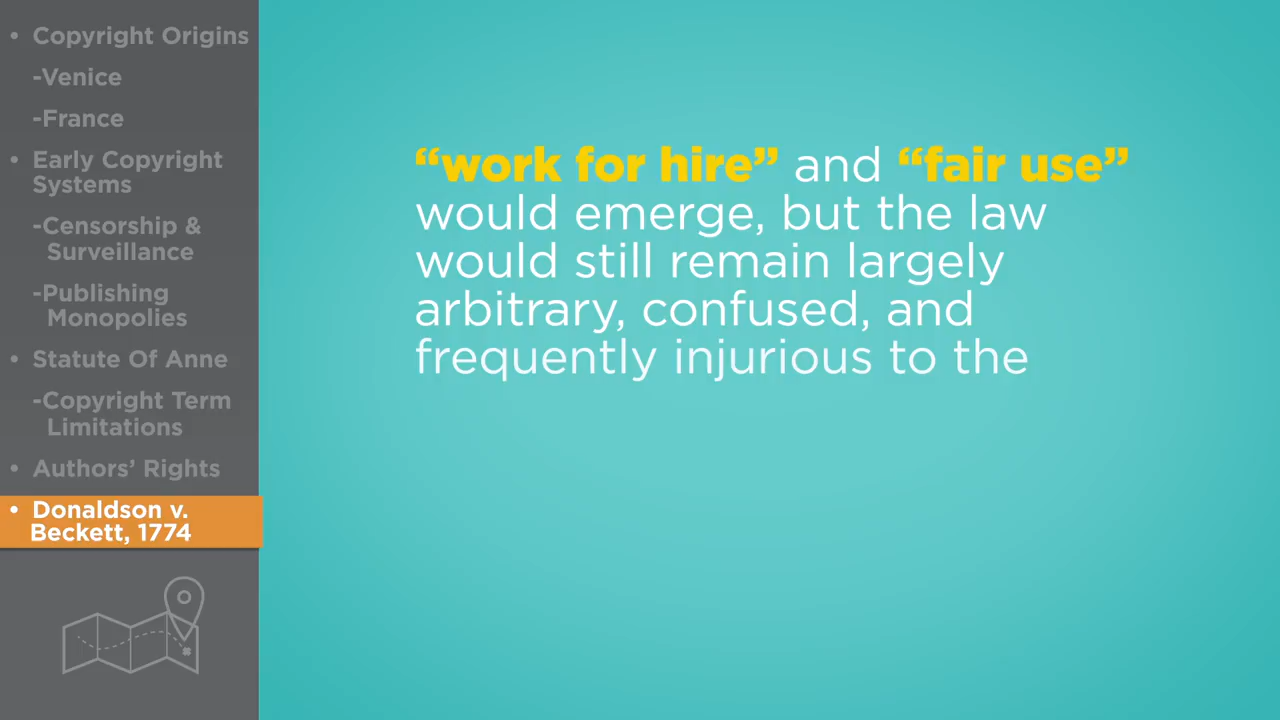 • Copyright Origins
-Venice
-France
• Early Copyright
Systems
-Censorship &
Surveillance
-Publishing
Monopolies
• Statute Of Anne
-Copyright Term
Limitations
• Authors’ Rights
• Donaldson v.
Beckett, 1774
“work for hire” and “fair use”
would emerge, but the law
would still remain largely
arbitrary, confused, and
frequently injurious to the